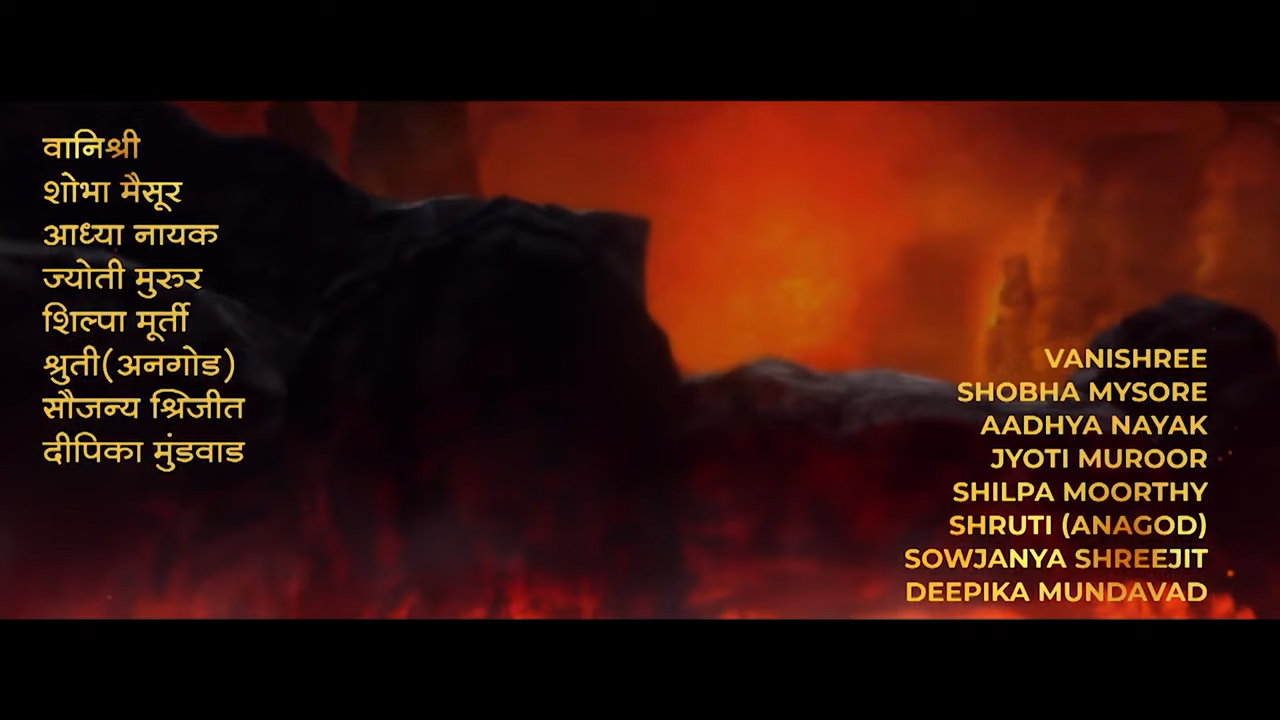 वानिश्री
शोभा मैसूर
आध्या नायक
ज्योती मुरुर
शिल्पा मूर्ती
श्रुती(अनगोड)
सौजन्य श्रिजीत
दीपिका मुंडवाड
VANISHREE
SHOBHA MYSORE
AADHYA NAYAK
JYOTI MUROOR
SHILPA MOORTHY
SHRUTI (ANAGOD)
SOWJANYA SHREEJIT
DEEPIKA MUNDAVAD